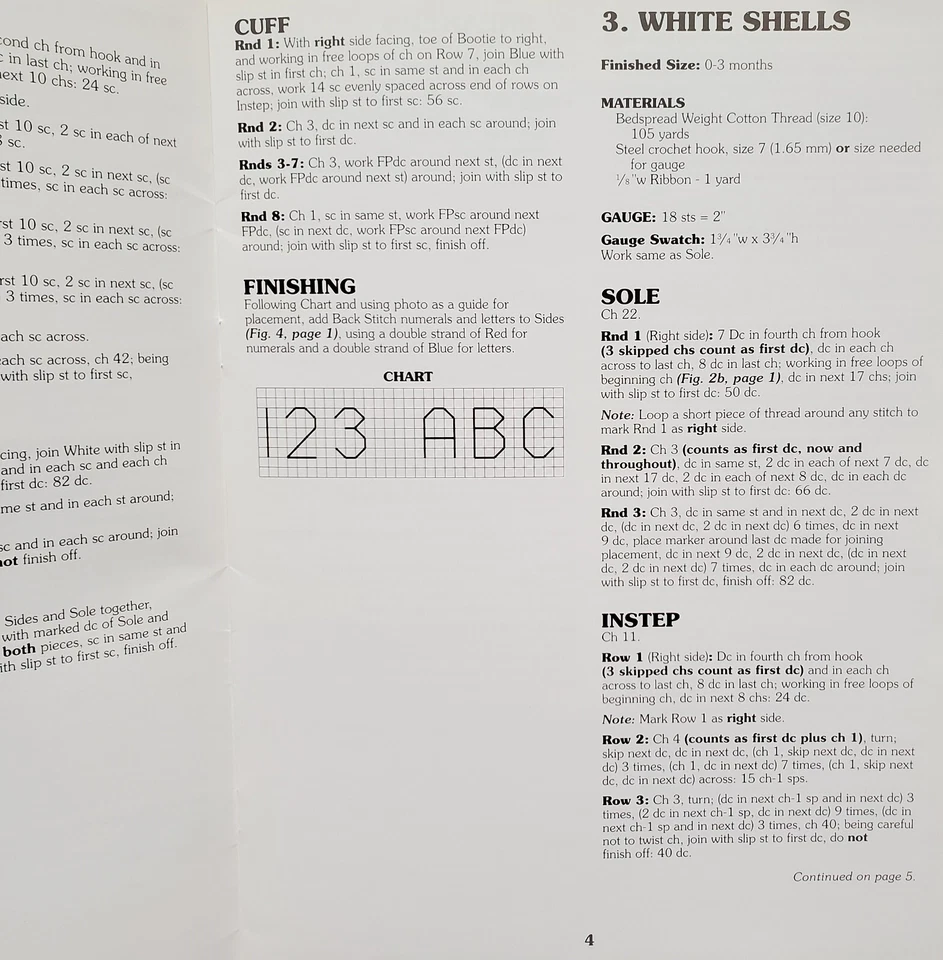 cond ch from hook and in
in last ch; working in free
next 10 chs: 24 sc.
side.
st 10 sc, 2 sc in each of next
sc.
st 10 sc, 2 sc in next sc, (sc
times, sc in each sc across:
rst 10 sc, 2 sc in next sc, (sc
3 times, sc in each sc across:
rst 10 sc, 2 sc in next sc, (sc
3 times, sc in each sc across:
ach sc across.
each sc across, ch 42; being
with slip st to first sc,
cing, join White with slip st in
and in each sc and each ch
first dc: 82 dc.
me st and in each st around;
sc and in each sc around; join
not finish off.
Sides and Sole together,
with marked dc of Sole and
both pieces, sc in same st and
ith slip st to first sc, finish off.
CUFF
Rnd 1: With right side facing, toe of Bootie to right,
and working in free loops of ch on Row 7, join Blue with
slip st in first ch; ch 1, sc in same st and in each ch
across, work 14 sc evenly spaced across end of rows on
Instep; join with slip st to first sc: 56 sc.
Rnd 2: Ch 3, dc in next sc and in each sc around; join
with slip st to first dc.
Rnds 3-7: Ch 3, work FPdc around next st, (dc in next
dc, work FPdc around next st) around; join with slip st to
first dc.
Rnd 8: Ch 1, sc in same st, work FPsc around next
FPdc, (sc in next dc, work FPsc around next FPdc)
around; join with slip st to first sc, finish off.
FINISHING
Following Chart and using photo as a guide for
placement, add Back Stitch numerals and letters to Sides
(Fig. 4, page 1), using a double strand of Red for
numerals and a double strand of Blue for letters.
CHART
123 ABC
3. WHITE SHELLS
Finished Size: 0-3 months
MATERIALS
Bedspread Weight Cotton Thread (size 10):
105 yards
Steel crochet hook, size 7 (1.65 mm) or size needed
for gauge
1/8"w Ribbon - 1 yard
GAUGE: 18 sts = 2"
Gauge Swatch: 1 3/4"w x 3 3/4"h
Work same as Sole.
SOLE
Ch 22.
Rnd 1 (Right side): 7 Dc in fourth ch from hook
(3 skipped chs count as first dc), dc in each ch
across to last ch, 8 dc in last ch; working in free loops of
beginning ch (Fig. 2b, page 1), dc in next 17 chs; join
with slip st to first dc: 50 dc.
Note: Loop a short piece of thread around any stitch to
mark Rnd 1 as right side.
Rnd 2: Ch 3 (counts as first dc, now and
throughout), dc in same st, 2 dc in each of next 7 dc, dc
in next 17 dc, 2 dc in each of next 8 dc, dc in each dc
around; join with slip st to first dc: 66 dc.
Rnd 3: Ch 3, dc in same st and in next dc, 2 dc in next
dc, (dc in next dc, 2 dc in next dc) 6 times, dc in next
9 dc, place marker around last dc made for joining
placement, dc in next 9 dc, 2 dc in next dc, (dc in next
dc, 2 dc in next dc) 7 times, dc in each dc around; join
with slip st to first dc, finish off: 82 dc.
INSTEP
Ch 11.
Row 1 (Right side): Dc in fourth ch from hook
(3 skipped chs count as first dc) and in each ch
across to last ch, 8 dc in last ch; working in free loops of
beginning ch, dc in next 8 chs: 24 dc.
Note: Mark Row 1 as right side.
Row 2: Ch 4 (counts as first dc plus ch 1), turn;
skip next dc, dc in next dc, (ch 1, skip next dc, dc in next
dc) 3 times, (ch 1, dc in next dc) 7 times, (ch 1, skip next
dc, dc in next dc) across: 15 ch-1 sps.
Row 3: Ch 3, turn; (dc in next ch-1 sp and in next dc) 3
times, (2 dc in next ch-1 sp, dc in next dc) 9 times, (dc in
next ch-1 sp and in next dc) 3 times, ch 40; being careful
not to twist ch, join with slip st to first dc, do not
finish off: 40 dc.
Continued on page 5.
4